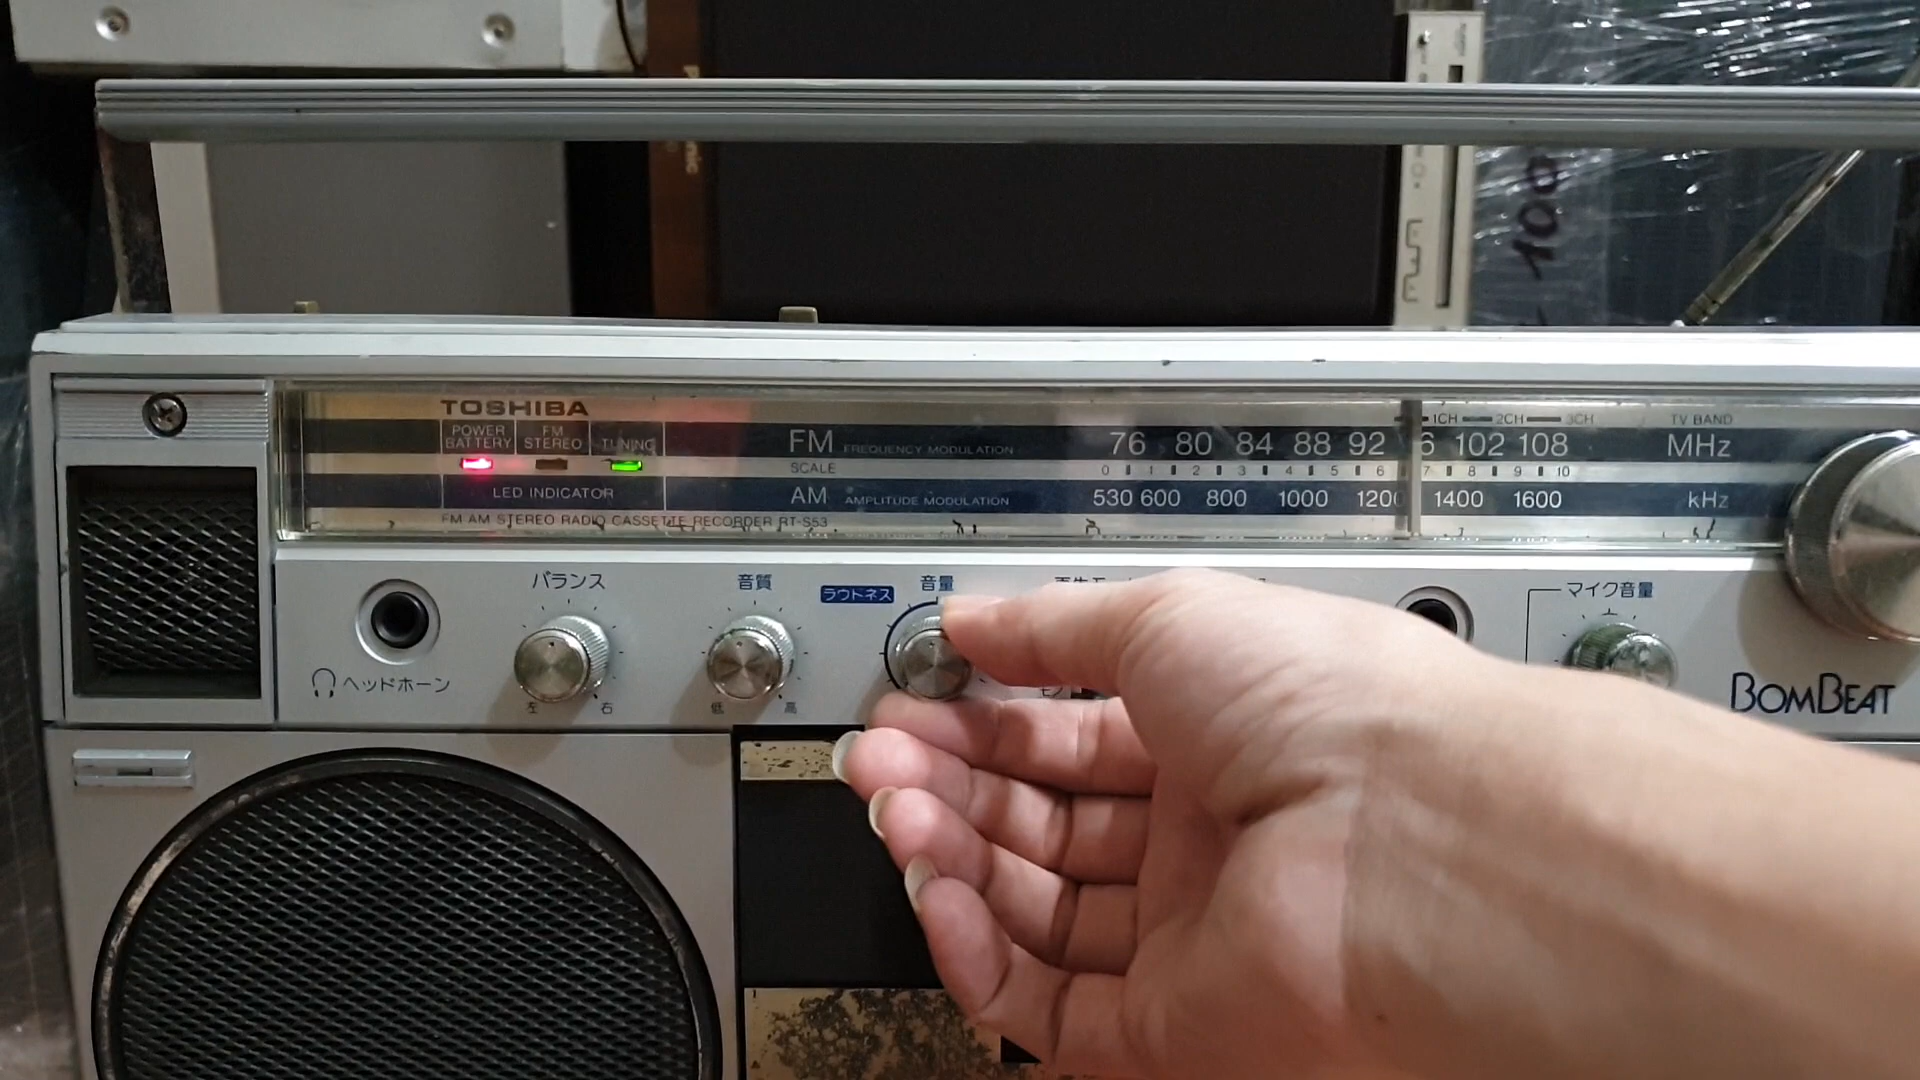 TOSHIBA
POWER BATTERY
FM STEREO
TUNING
LED INDICATOR
FM AM STEREO RADIO CASSETTE RECORDER RT-S53
1CH 2CH 3CH TV BAND
FM FREQUENCY MODULATION 76 80 84 88 92 6 102 108 MHz
SCALE 0 1 2 3 4 5 6 7 8 9 10
AM AMPLITUDE MODULATION 530 600 800 1000 1200 1400 1600 kHz
バランス
音質
ラウドネス
音量
マイク音量
ヘッドホーン
左 右
低 高
モノ
BOMBEAT
100